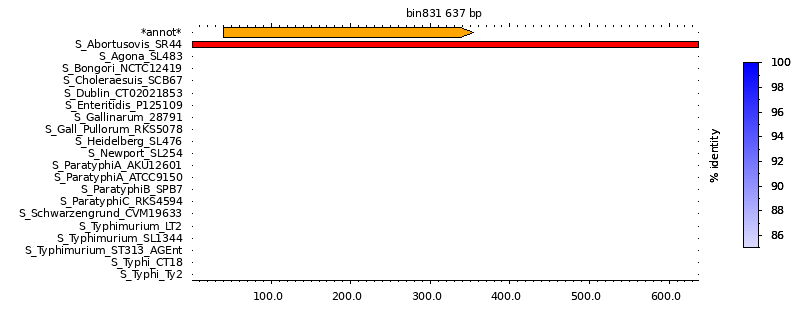 bin831 637 bp
*annot*
S_Abortusovis_SR44
S_Agona_SL483
S_Bongori_NCTC12419
S_Choleraesuis_SCB67
S_Dublin_CT02021853
S_Enteritidis_P125109
S_Gallinarum_28791
S_Gall_Pullorum_RKS5078
S_Heidelberg_SL476
S_Newport_SL254
S_ParatyphiA_AKU12601
S_ParatyphiA_ATCC9150
S_ParatyphiB_SPB7
S_ParatyphiC_RKS4594
S_Schwarzengrund_CVM19633
S_Typhimurium_LT2
S_Typhimurium_SL1344
S_Typhimurium_ST313_AGEnt
S_Typhi_CT18
S_Typhi_Ty2
100.0 200.0 300.0 400.0 500.0 600.0
% identity
100
98
96
94
92
90
88
86